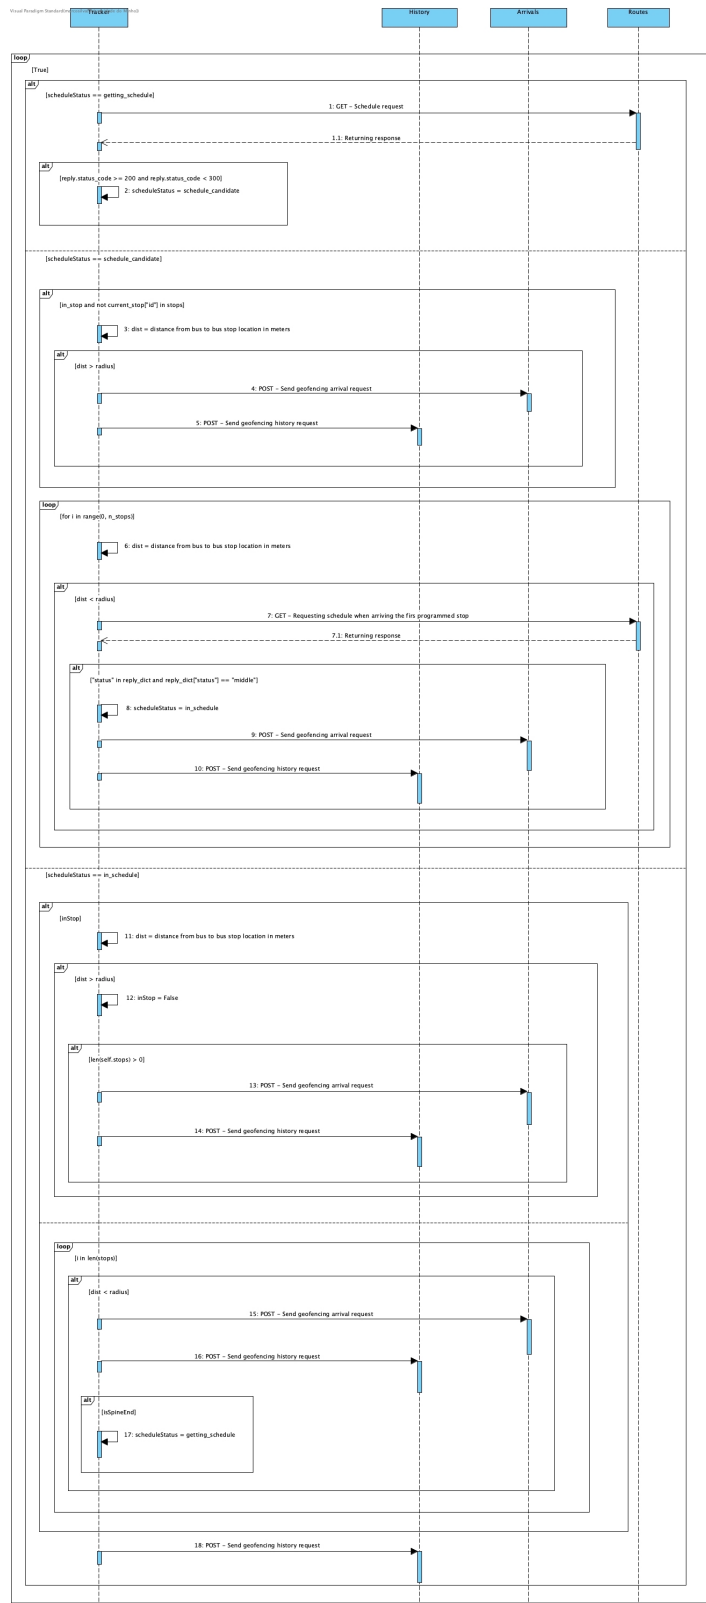 Visual Paradigm Standard
Tracker
History
Arrivals
Routes
loop
[True]
alt
[scheduleStatus == getting_schedule]
1: GET - Schedule request
1.1: Returning response
alt
[reply.status_code >= 200 and reply.status_code < 300]
2: scheduleStatus = schedule_candidate
[scheduleStatus == schedule_candidate]
alt
[in_stop and not current_stop["id"] in stops]
3: dist = distance from bus to bus stop location in meters
alt
[dist > radius]
4: POST - Send geofencing arrival request
5: POST - Send geofencing history request
loop
[for i in range(0, n_stops)]
6: dist = distance from bus to bus stop location in meters
alt
[dist < radius]
7: GET - Requesting schedule when arriving the firs programmed stop
7.1: Returning response
alt
["status" in reply_dict and reply_dict["status"] == "middle"]
8: scheduleStatus = in_schedule
9: POST - Send geofencing arrival request
10: POST - Send geofencing history request
[scheduleStatus == in_schedule]
alt
[inStop]
11: dist = distance from bus to bus stop location in meters
alt
[dist > radius]
12: inStop = False
alt
[len(self.stops) > 0]
13: POST - Send geofencing arrival request
14: POST - Send geofencing history request
loop
[i in len(stops)]
alt
[dist < radius]
15: POST - Send geofencing arrival request
16: POST - Send geofencing history request
alt
[isSpineEnd]
17: scheduleStatus = getting_schedule
18: POST - Send geofencing history request